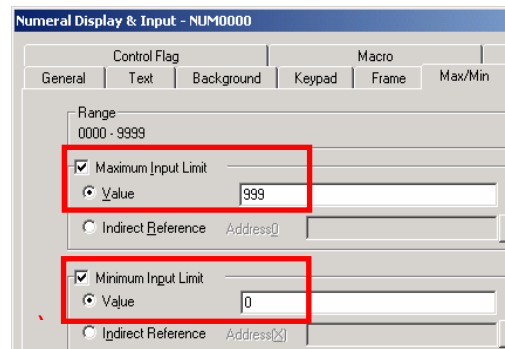 Numeral Display & Input - NUM0000
Control Flag Macro
General Text Background Keypad Frame Max/Min
Range
0000 - 9999
Maximum Input Limit
Value 999
Indirect Reference Address()
Minimum Input Limit
Value 0
Indirect Reference Address(X)